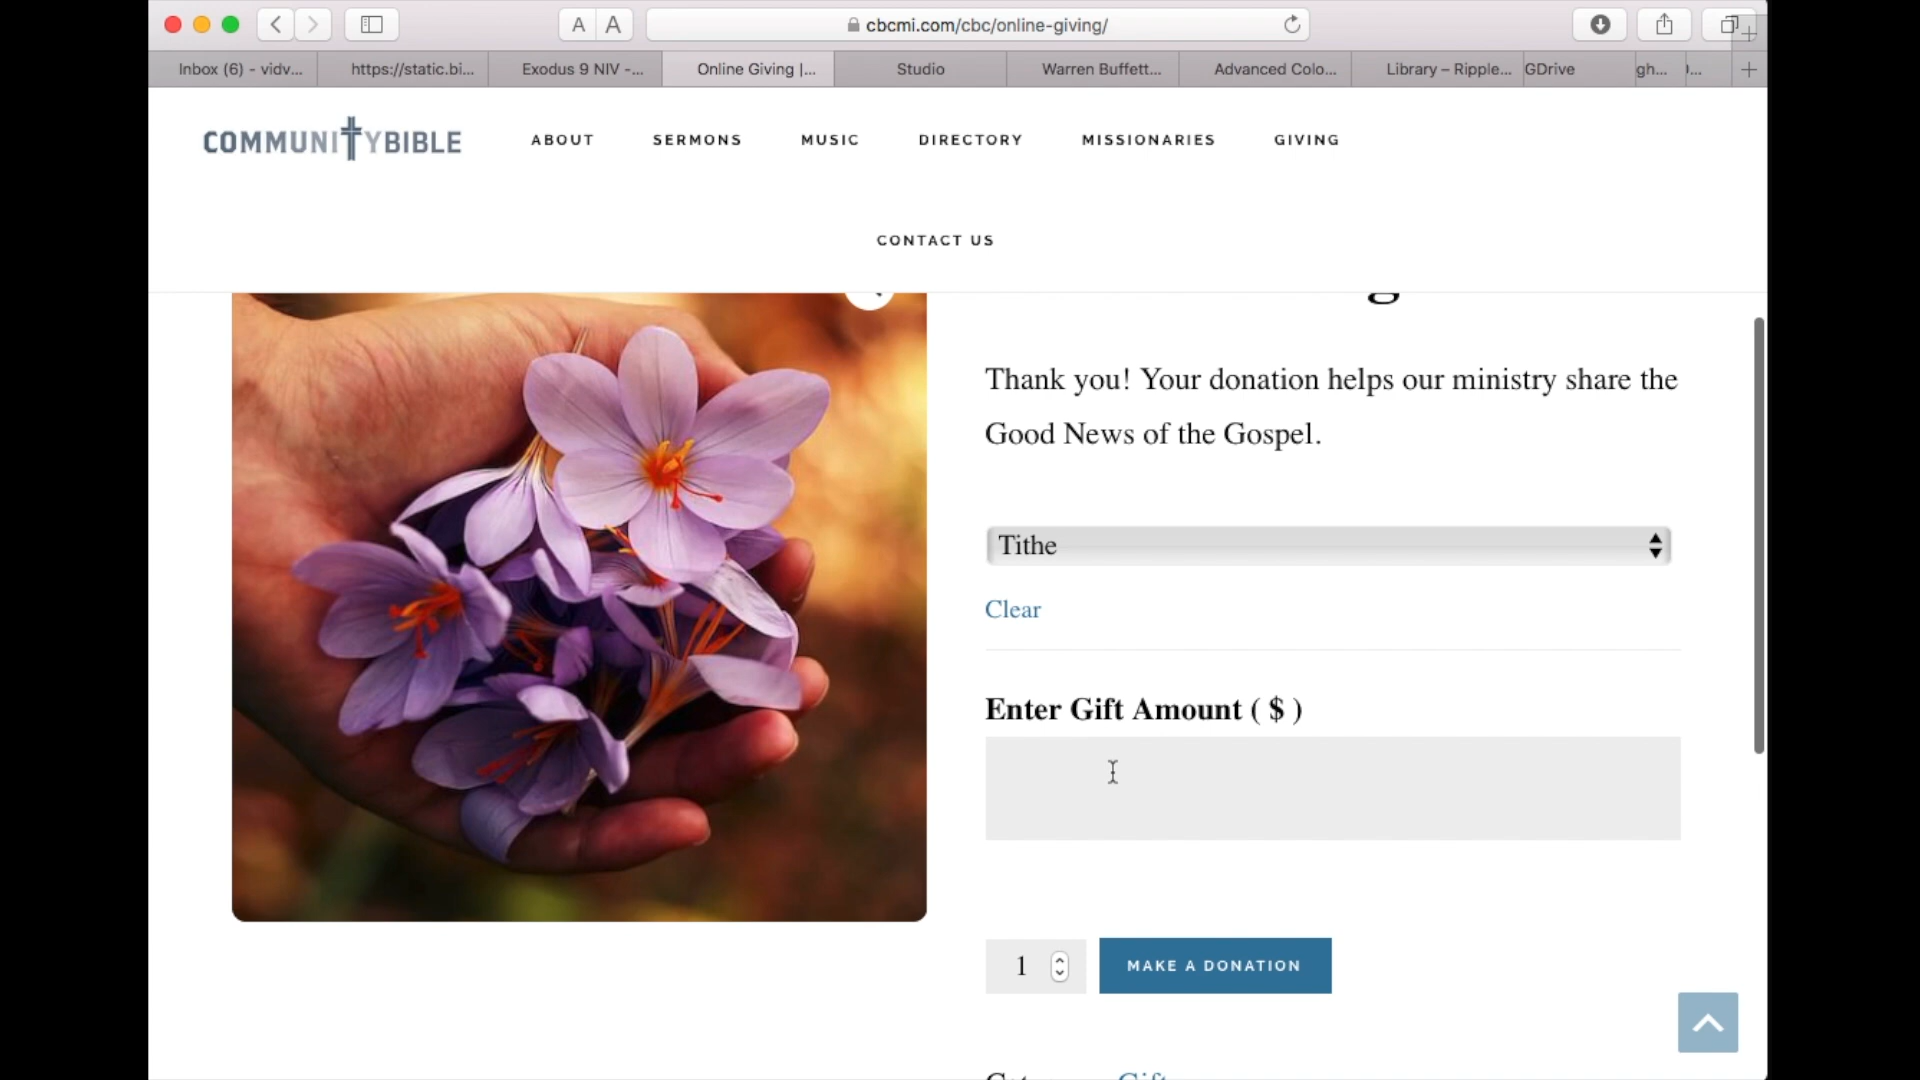 A A
cbcmi.com/cbc/online-giving/
Inbox (6) - vidv...
https://static.bi...
Exodus 9 NIV -...
Online Giving |...
Studio
Warren Buffett...
Advanced Colo...
Library – Ripple...
GDrive
gh...
COMMUNITYBIBLE
ABOUT
SERMONS
MUSIC
DIRECTORY
MISSIONARIES
GIVING
CONTACT US
Thank you! Your donation helps our ministry share the
Good News of the Gospel.
Tithe
Clear
Enter Gift Amount ( $ )
1
MAKE A DONATION